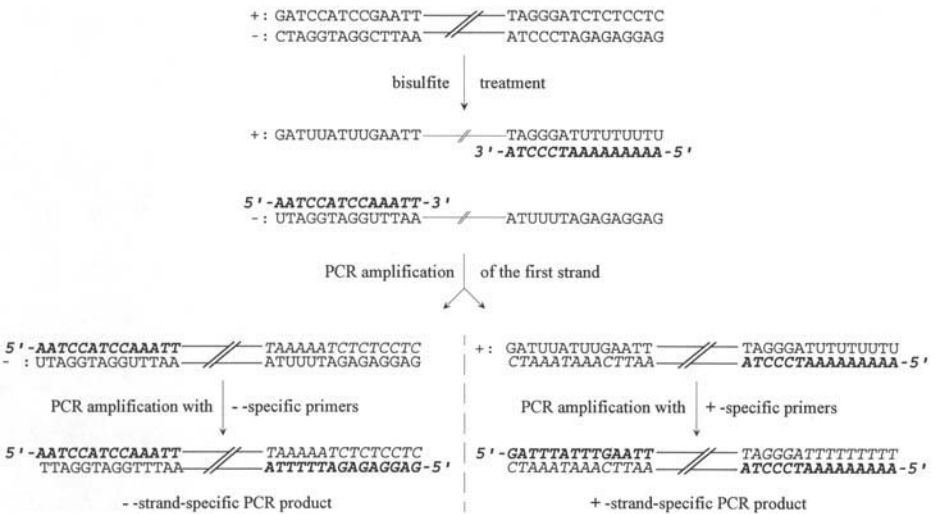 +: GATCCATCCGAATT TAGGGATCTCTCCTC
-: CTAGGTAGGCTTAA ATCCCTAGAGAGGAG
bisulfite treatment
+: GATUUATUUGAATT TAGGGATUTUTUUTU
3'-ATCCCTAAAAAAAAA-5'
5'-AATCCATCCAAATT-3'
-: UTAGGTAGGUTTAA ATUUUTAGAGAGGAG
PCR amplification of the first strand
5'-AATCCATCCAAATT TAAAAATCTCTCCTC
- : UTAGGTAGGUTTAA ATUUUTAGAGAGGAG
+: GATUUATUUGAATT TAGGGATUTUTUUTU
CTAAATAAACTTAA ATCCCTAAAAAAAAA-5'
PCR amplification with - -specific primers
PCR amplification with + -specific primers
5'-AATCCATCCAAATT TAAAAATCTCTCCTC
TTAGGTAGGTTTAA ATTTTTAGAGAGGAG-5'
5'-GATTTATTTGAATT TAGGGATTTTTTTTT
CTAAATAAACTTAA ATCCCTAAAAAAAAA-5'
- -strand-specific PCR product
+ -strand-specific PCR product